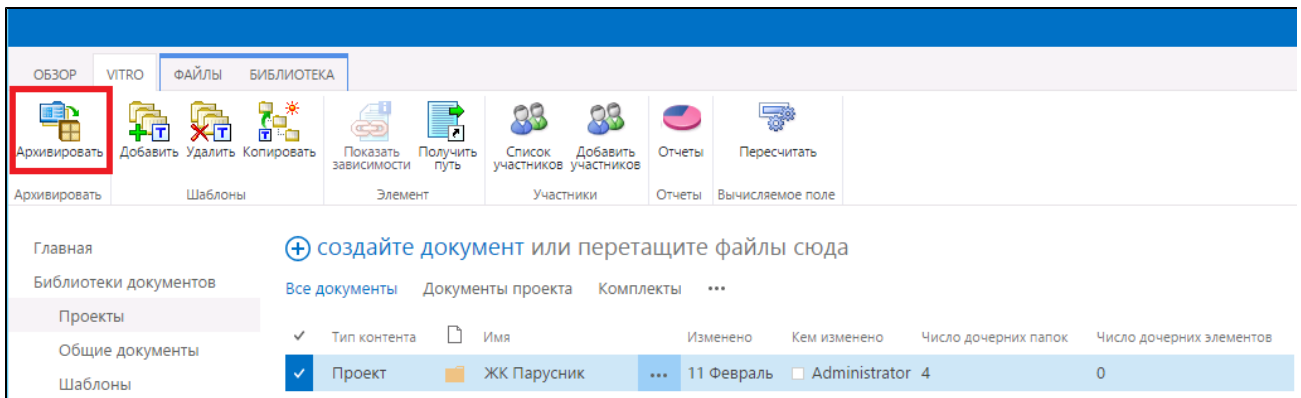 ОБЗОР VITRO ФАЙЛЫ БИБЛИОТЕКА
Архивировать Добавить Удалить Копировать Показать зависимости Получить путь Список участников Добавить участников Отчеты Пересчитать
Архивировать Шаблоны Элемент Участники Отчеты Вычисляемое поле
Главная
Библиотеки документов
Проекты
Общие документы
Шаблоны
создайте документ или перетащите файлы сюда
Все документы Документы проекта Комплекты •••
Тип контента Имя Изменено Кем изменено Число дочерних папок Число дочерних элементов
Проект ЖК Парусник ••• 11 Февраль Administrator 4 0